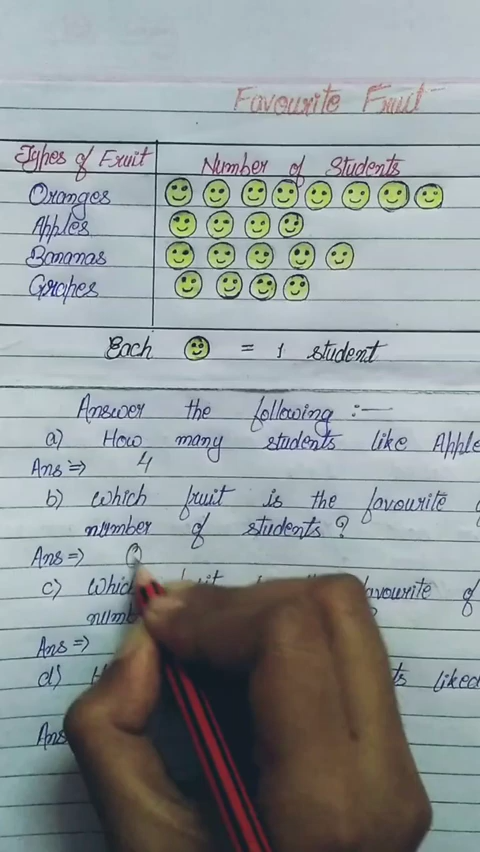 Favourite Fruit
Types of Fruit Number of Students
Oranges
Apples
Bananas
Grapes
Each = 1 student
Answer the following :—
a) How many students like Apple
Ans => 4
b) Which fruit is the favourite
number of students ?
Ans =>
c) Which favourite of
Ans =>
d) liked
Ans